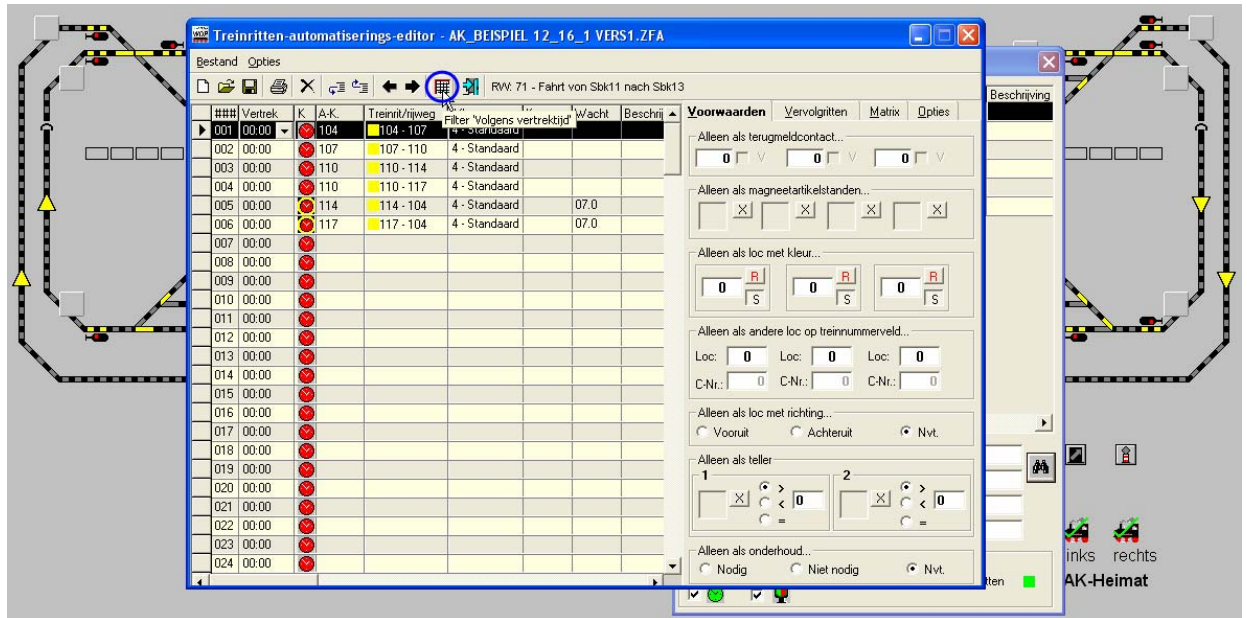 Treinritten-automatiserings-editor - AK_BEISPIEL 12_16_1 VERS1.ZFA
Bestand Opties
RW: 71 - Fahrt von Sbk11 nach Sbk13
Beschrijving
### Vertrek K. A-K. Treinrit/rijweg Wacht Beschrij
Filter 'Volgens vertrektijd'
001 00:00 104 104 - 107 4 - Standaard
002 00:00 107 107 - 110 4 - Standaard
003 00:00 110 110 - 114 4 - Standaard
004 00:00 110 110 - 117 4 - Standaard
005 00:00 114 114 - 104 4 - Standaard 07.0
006 00:00 117 117 - 104 4 - Standaard 07.0
007 00:00
008 00:00
009 00:00
010 00:00
011 00:00
012 00:00
013 00:00
014 00:00
015 00:00
016 00:00
017 00:00
018 00:00
019 00:00
020 00:00
021 00:00
022 00:00
023 00:00
024 00:00
Voorwaarden Vervolgritten Matrix Opties
Alleen als terugmeldcontact...
0 V 0 V 0 V
Alleen als magneetartikelstanden...
X X X X
Alleen als loc met kleur...
0 R S 0 R S 0 R S
Alleen als andere loc op treinnummerveld...
Loc: 0 Loc: 0 Loc: 0
C-Nr.: 0 C-Nr.: 0 C-Nr.: 0
Alleen als loc met richting...
Vooruit Achteruit Nvt.
Alleen als teller
1 2
X > < = 0 X > < = 0
Alleen als onderhoud...
Nodig Niet nodig Nvt.
inks rechts
AK-Heimat
tten